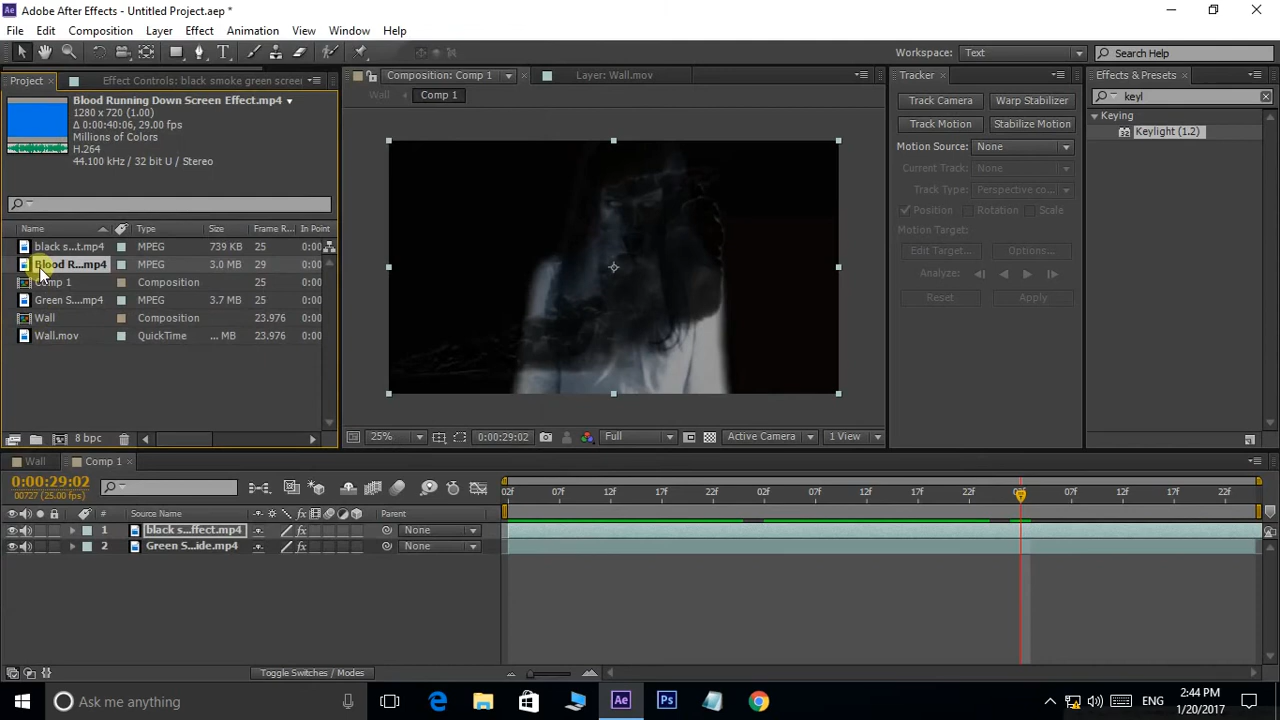 Ae Adobe After Effects - Untitled Project.aep *
File Edit Composition Layer Effect Animation View Window Help
Workspace: Text Search Help
Project Effect Controls: black smoke green scree
Composition: Comp 1 Layer: Wall.mov
Tracker
Effects & Presets
Blood Running Down Screen Effect.mp4
1280 x 720 (1.00)
Δ 0:00:40:06, 29.00 fps
Millions of Colors
H.264
44.100 kHz / 32 bit U / Stereo
Wall Comp 1
Track Camera Warp Stabilizer
Track Motion Stabilize Motion
Motion Source: None
Current Track: None
Track Type: Perspective co...
Position Rotation Scale
Motion Target:
Edit Target... Options...
Analyze:
Reset Apply
keyl
Keying
Keylight (1.2)
Name Type Size Frame R... In Point
black s...t.mp4 MPEG 739 KB 25 0:00
Blood R...mp4 MPEG 3.0 MB 29 0:00
Comp 1 Composition 25 0:00
Green S....mp4 MPEG 3.7 MB 25 0:00
Wall Composition 23.976 0:00
Wall.mov QuickTime ... MB 23.976 0:00
8 bpc
25% 0:00:29:02 Full Active Camera 1 View
Wall Comp 1
0:00:29:02
00727 (25.00 fps)
02f 07f 12f 17f 22f 02f 07f 12f 17f 22f 07f 12f 17f 22f
# Source Name fx Parent
1 black s...ffect.mp4 None
2 Green S...ide.mp4 None
Toggle Switches / Modes
Ask me anything
Ae Ps
ENG
2:44 PM
1/20/2017